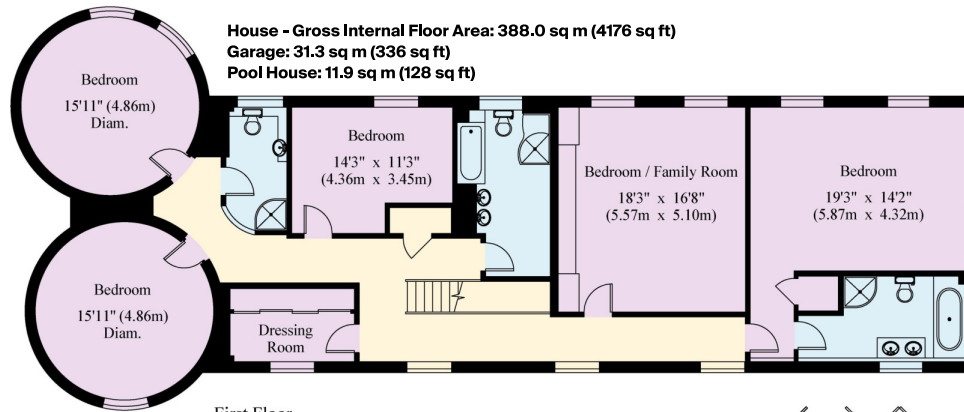 House - Gross Internal Floor Area: 388.0 sq m (4176 sq ft)
Garage: 31.3 sq m (336 sq ft)
Pool House: 11.9 sq m (128 sq ft)
Bedroom
15'11" (4.86m)
Diam.
Bedroom
14'3" x 11'3"
(4.36m x 3.45m)
Bedroom / Family Room
18'3" x 16'8"
(5.57m x 5.10m)
Bedroom
19'3" x 14'2"
(5.87m x 4.32m)
Bedroom
15'11" (4.86m)
Diam.
Dressing
Room
First Floor